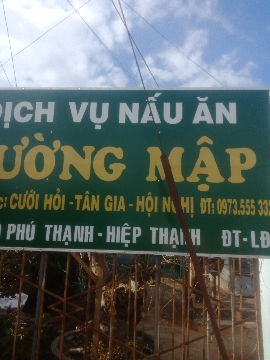 DỊCH VỤ NẤU ĂN
ƯỜNG MẬP
C: CƯỚI HỎI - TÂN GIA - HỘI NGHỊ ĐT: 0973.555 33
PHÚ THẠNH - HIỆP THẠNH ĐT - LĐ